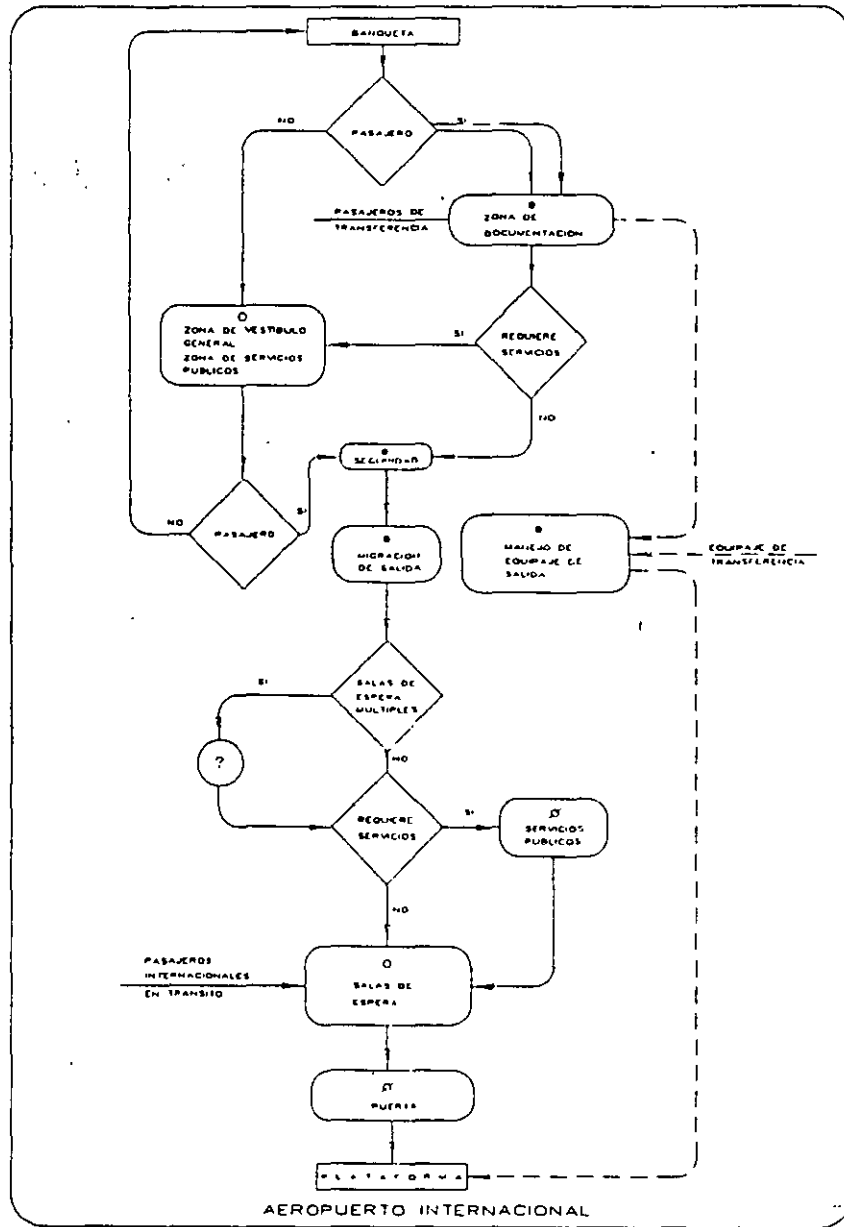 BANQUETA
PASAJERO
NO
SI
PASAJEROS DE
TRANSFERENCIA
ZONA DE
DOCUMENTACION
ZONA DE VESTIBULO
GENERAL
ZONA DE SERVICIOS
PUBLICOS
SI
REQUIERE
SERVICIOS
NO
SEGURIDAD
SI
NO
PASAJERO
MIGRACION
DE SALIDA
MANEJO DE
EQUIPAJE DE
SALIDA
EQUIPAJE DE
TRANSFERENCIA
SALAS DE
ESPERA
MULTIPLES
SI
?
NO
REQUIERE
SERVICIOS
SI
SERVICIOS
PUBLICOS
NO
PASAJEROS
INTERNACIONALES
EN TRANSITO
SALAS DE
ESPERA
PUERTA
PLATAFORMA
AEROPUERTO INTERNACIONAL